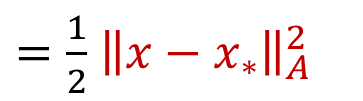 = 1/2 ‖x − x_*‖_A^2